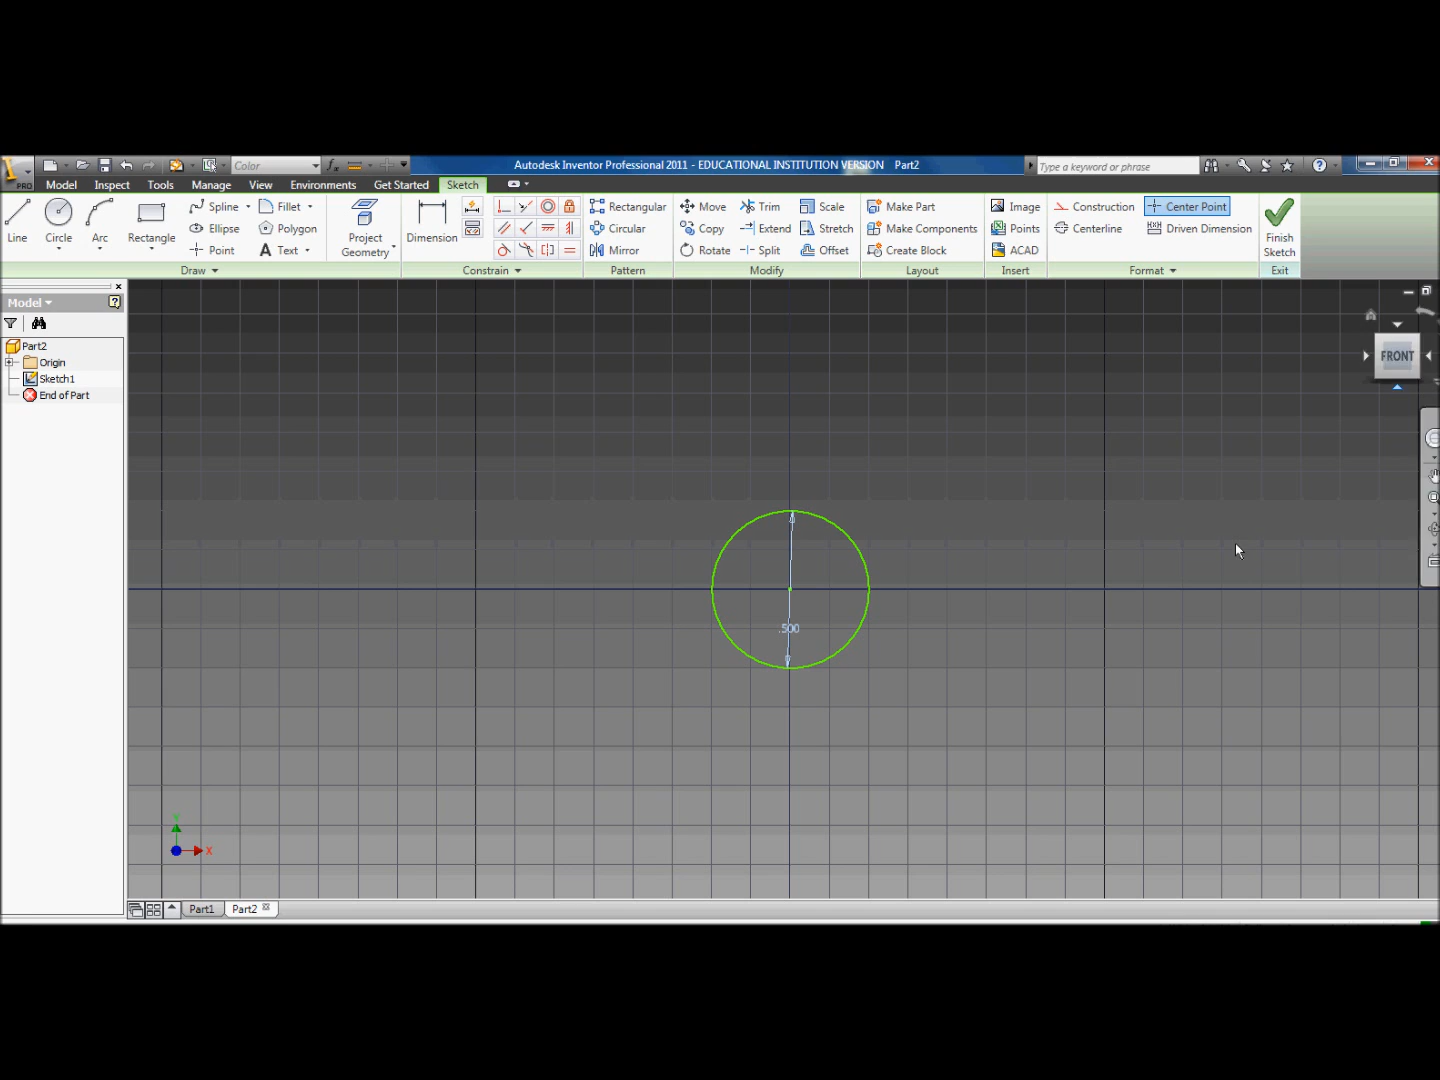 Color
Autodesk Inventor Professional 2011 - EDUCATIONAL INSTITUTION VERSION Part2
Type a keyword or phrase
PRO
Model Inspect Tools Manage View Environments Get Started Sketch
Line
Circle
Arc
Rectangle
Spline
Ellipse
Point
Fillet
Polygon
Text
Project
Geometry
Draw
Dimension
Constrain
Rectangular
Circular
Mirror
Pattern
Move
Copy
Rotate
Trim
Extend
Split
Scale
Stretch
Offset
Modify
Make Part
Make Components
Create Block
Layout
Image
Points
ACAD
Insert
Construction
Centerline
Center Point
Driven Dimension
Format
Finish
Sketch
Exit
Model
Part2
Origin
Sketch1
End of Part
FRONT
.500
Y
X
Part1
Part2